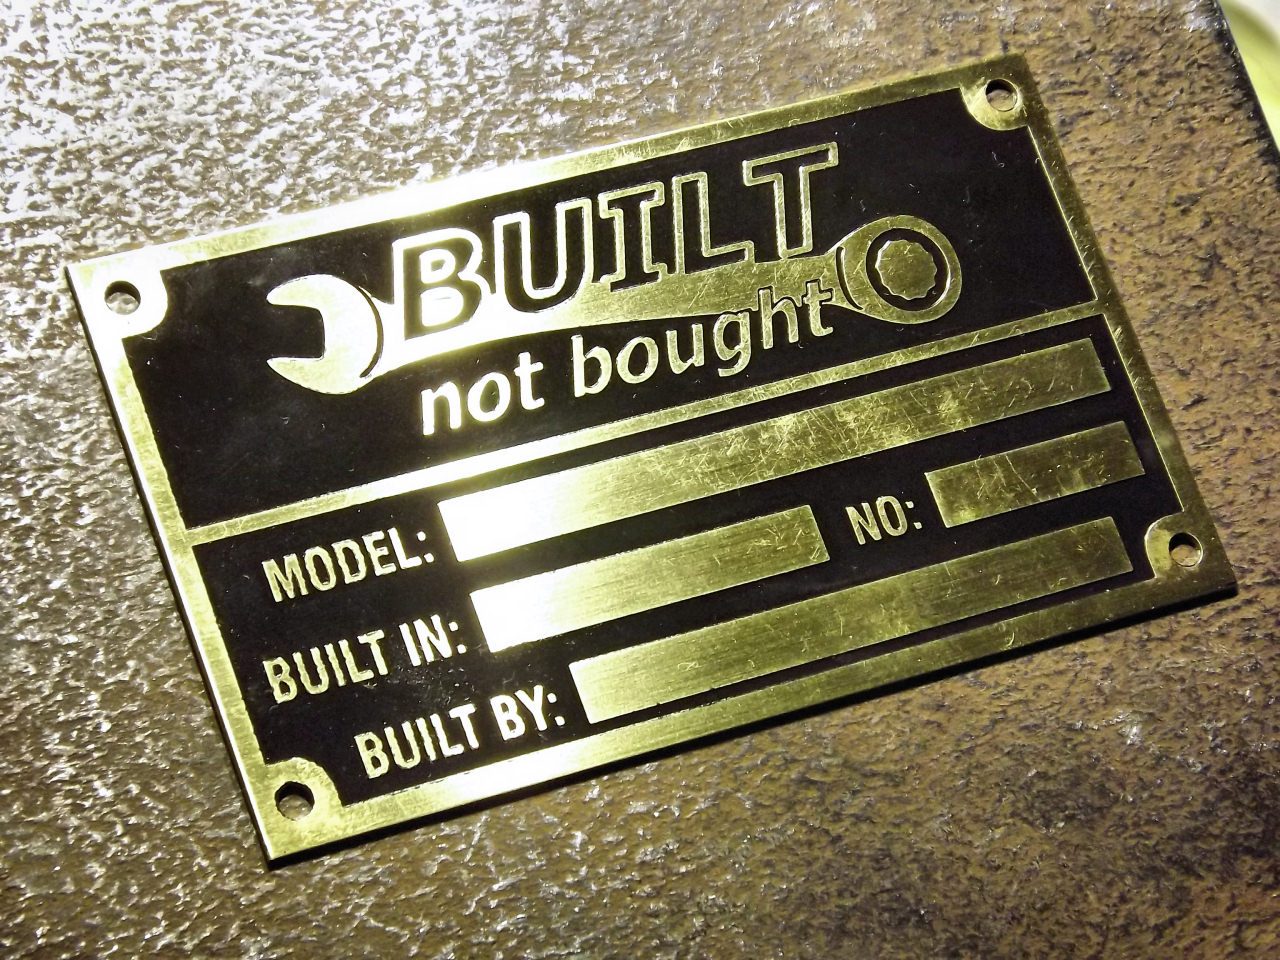 BUILT
not bought
MODEL:
BUILT IN: NO:
BUILT BY: